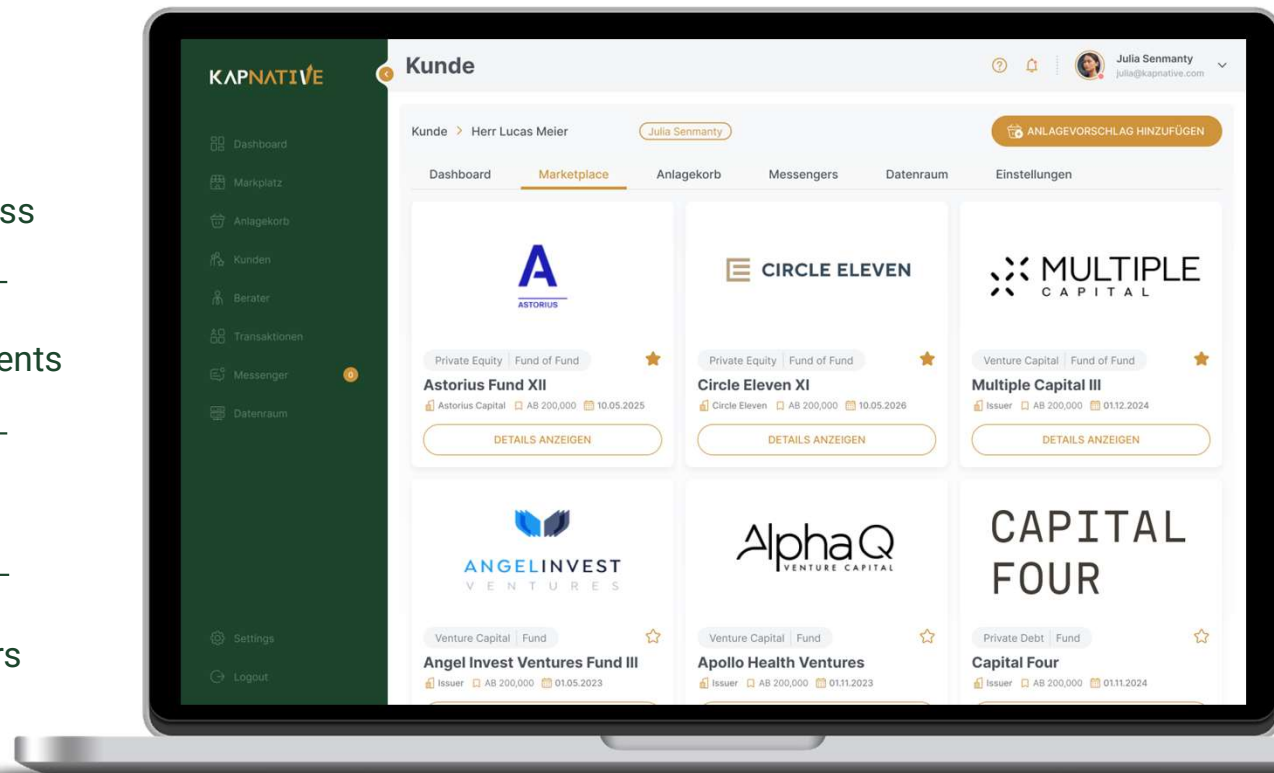 ss
ents
rs
KAPNATIVE
Dashboard
Markplatz
Anlagekorb
Kunden
Berater
Transaktionen
Messenger 0
Datenraum
Settings
Logout
Kunde
Julia Senmanty
julia@kapnative.com
Kunde > Herr Lucas Meier Julia Senmanty
ANLAGEVORSCHLAG HINZUFÜGEN
Dashboard Marketplace Anlagekorb Messengers Datenraum Einstellungen
A
ASTORIUS
Private Equity Fund of Fund
Astorius Fund XII
Astorius Capital AB 200,000 10.05.2025
DETAILS ANZEIGEN
CIRCLE ELEVEN
Private Equity Fund of Fund
Circle Eleven XI
Circle Eleven AB 200,000 10.05.2026
DETAILS ANZEIGEN
MULTIPLE
CAPITAL
Venture Capital Fund of Fund
Multiple Capital III
Issuer AB 200,000 01.12.2024
DETAILS ANZEIGEN
ANGELINVEST
VENTURES
Venture Capital Fund
Angel Invest Ventures Fund III
Issuer AB 200,000 01.05.2023
AlphaQ
VENTURE CAPITAL
Venture Capital Fund
Apollo Health Ventures
Issuer AB 200,000 01.11.2023
CAPITAL
FOUR
Private Debt Fund
Capital Four
Issuer AB 200,000 01.11.2024